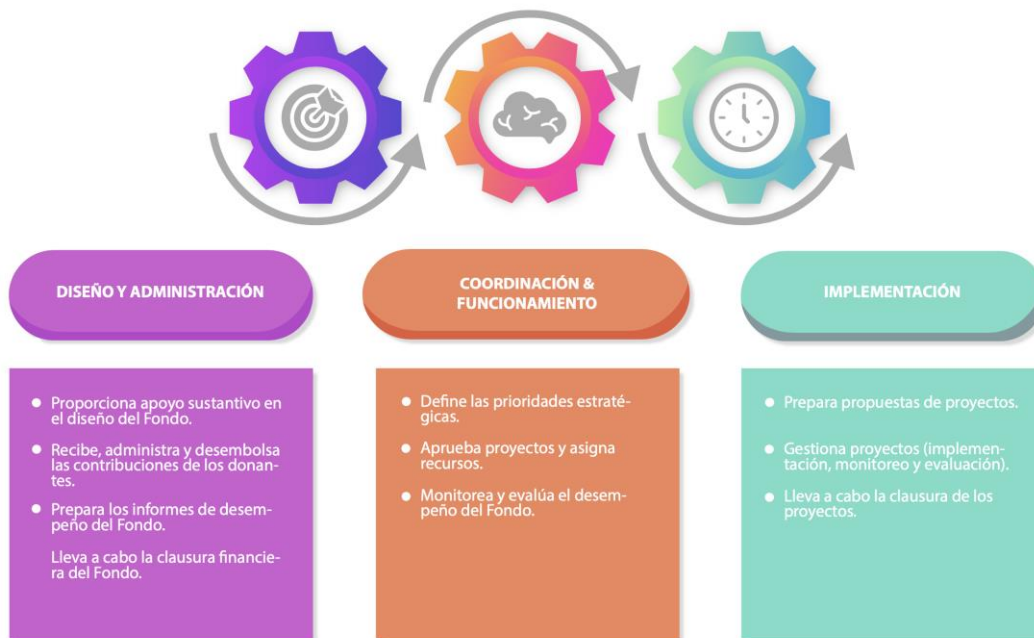 DISEÑO Y ADMINISTRACIÓN
● Proporciona apoyo sustantivo en
el diseño del Fondo.
● Recibe, administra y desembolsa
las contribuciones de los donan-
tes.
● Prepara los informes de desem-
peño del Fondo.
Lleva a cabo la clausura financie-
ra del Fondo.
COORDINACIÓN &
FUNCIONAMIENTO
● Define las prioridades estraté-
gicas.
● Aprueba proyectos y asigna
recursos.
● Monitorea y evalúa el desem-
peño del Fondo.
IMPLEMENTACIÓN
● Prepara propuestas de proyectos.
● Gestiona proyectos (implemen-
tación, monitoreo y evaluación).
● Lleva a cabo la clausura de los
proyectos.